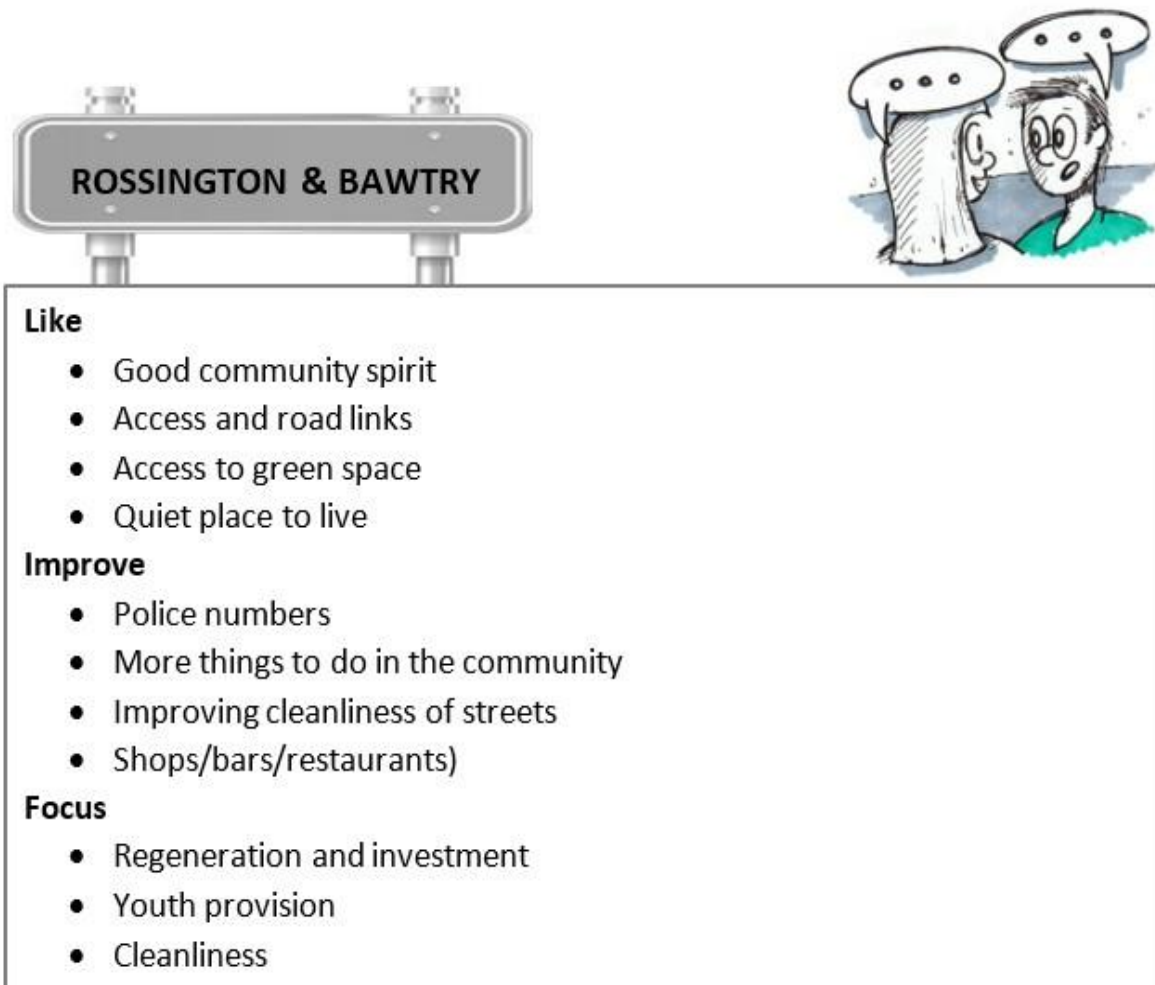 ROSSINGTON & BAWTRY
Like
• Good community spirit
• Access and road links
• Access to green space
• Quiet place to live
Improve
• Police numbers
• More things to do in the community
• Improving cleanliness of streets
• Shops/bars/restaurants)
Focus
• Regeneration and investment
• Youth provision
• Cleanliness